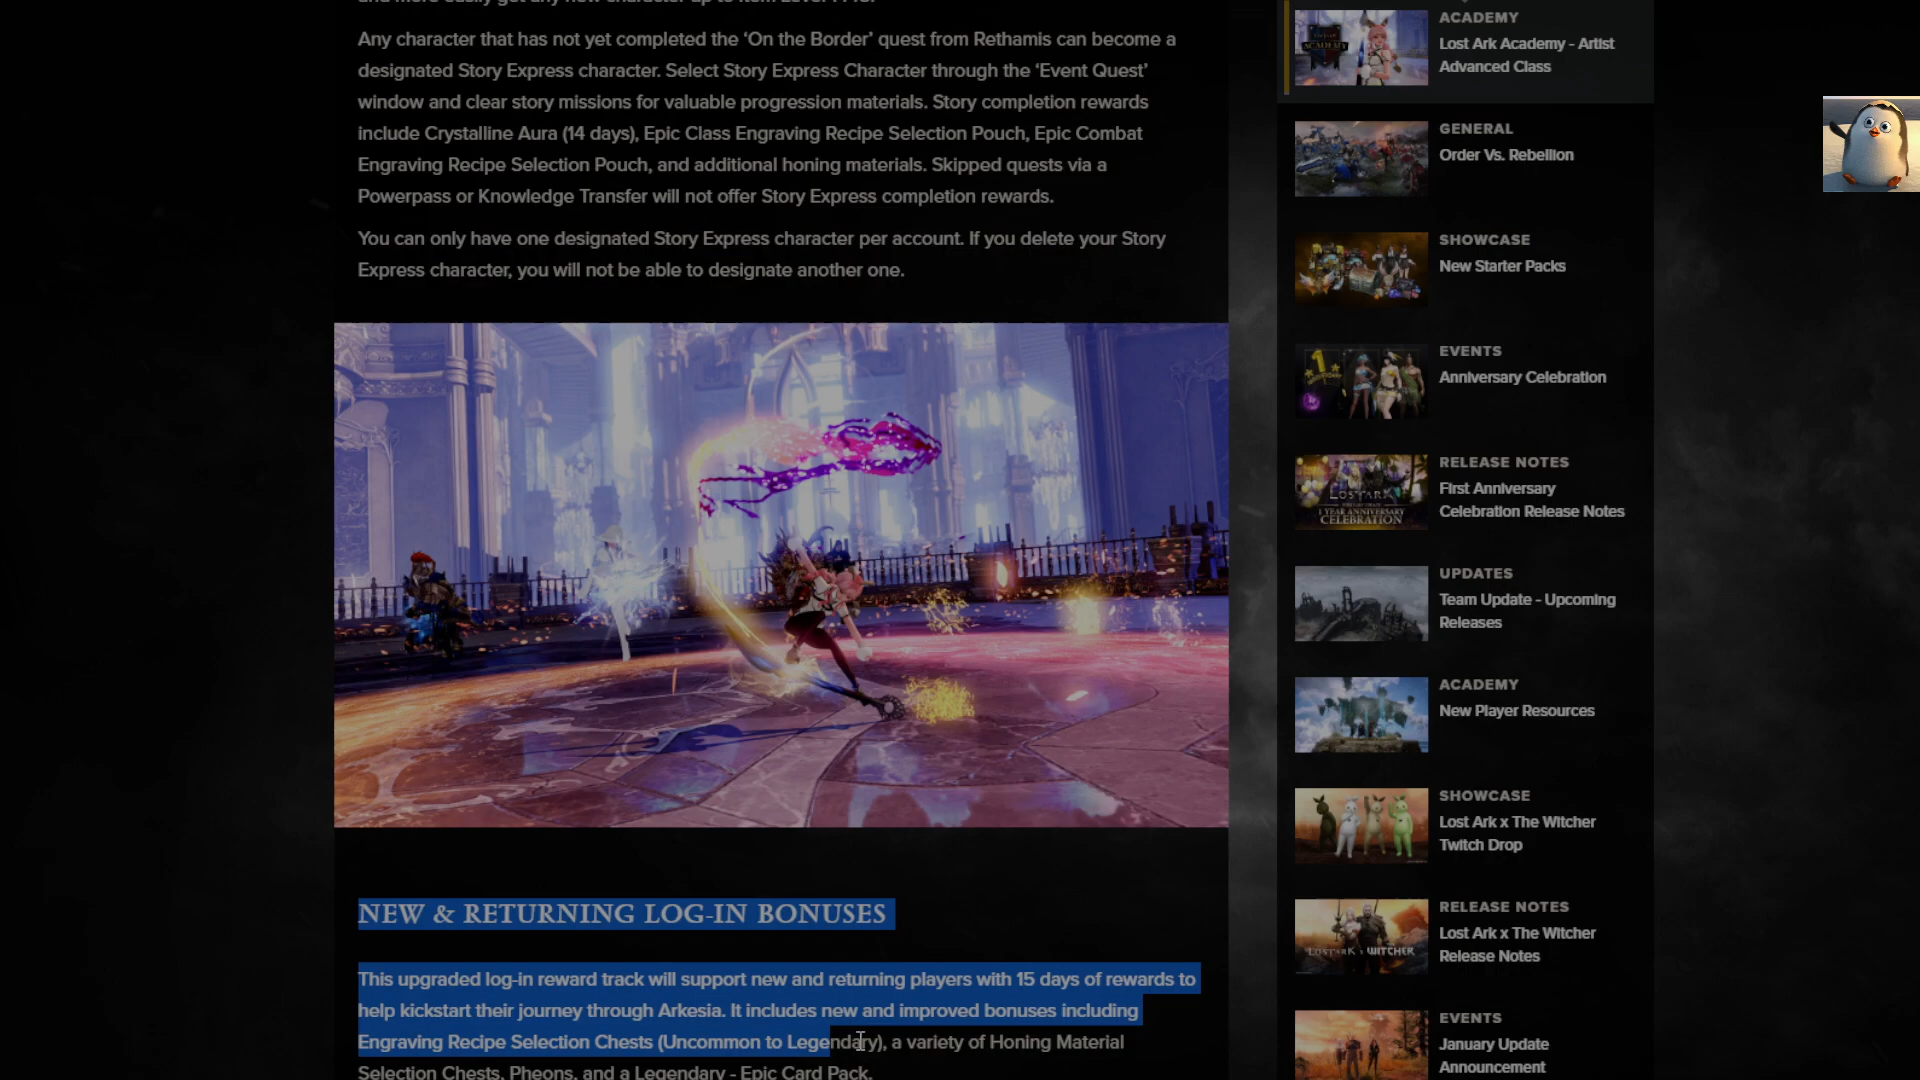 Any character that has not yet completed the ‘On the Border’ quest from Rethamis can become a
designated Story Express character. Select Story Express Character through the ‘Event Quest’
window and clear story missions for valuable progression materials. Story completion rewards
include Crystalline Aura (14 days), Epic Class Engraving Recipe Selection Pouch, Epic Combat
Engraving Recipe Selection Pouch, and additional honing materials. Skipped quests via a
Powerpass or Knowledge Transfer will not offer Story Express completion rewards.
You can only have one designated Story Express character per account. If you delete your Story
Express character, you will not be able to designate another one.
NEW & RETURNING LOG-IN BONUSES
This upgraded log-in reward track will support new and returning players with 15 days of rewards to
help kickstart their journey through Arkesia. It includes new and improved bonuses including
Engraving Recipe Selection Chests (Uncommon to Legendary), a variety of Honing Material
Selection Chests, Pheons, and a Legendary - Epic Card Pack.
ACADEMY
Lost Ark Academy - Artist
Advanced Class
ACADEMY
GENERAL
Order Vs. Rebellion
SHOWCASE
New Starter Packs
EVENTS
Anniversary Celebration
1
RELEASE NOTES
First Anniversary
Celebration Release Notes
LOST ARK
1 YEAR ANNIVERSARY
CELEBRATION
UPDATES
Team Update - Upcoming
Releases
ACADEMY
New Player Resources
SHOWCASE
Lost Ark x The Witcher
Twitch Drop
RELEASE NOTES
Lost Ark x The Witcher
Release Notes
LOST ARK x WITCHER
EVENTS
January Update
Announcement